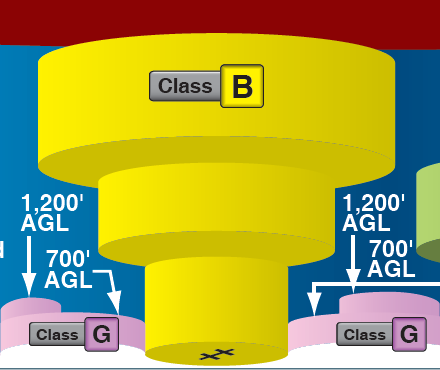 Class B
1,200'
AGL
700'
AGL
Class G
1,200'
AGL
700'
AGL
Class G